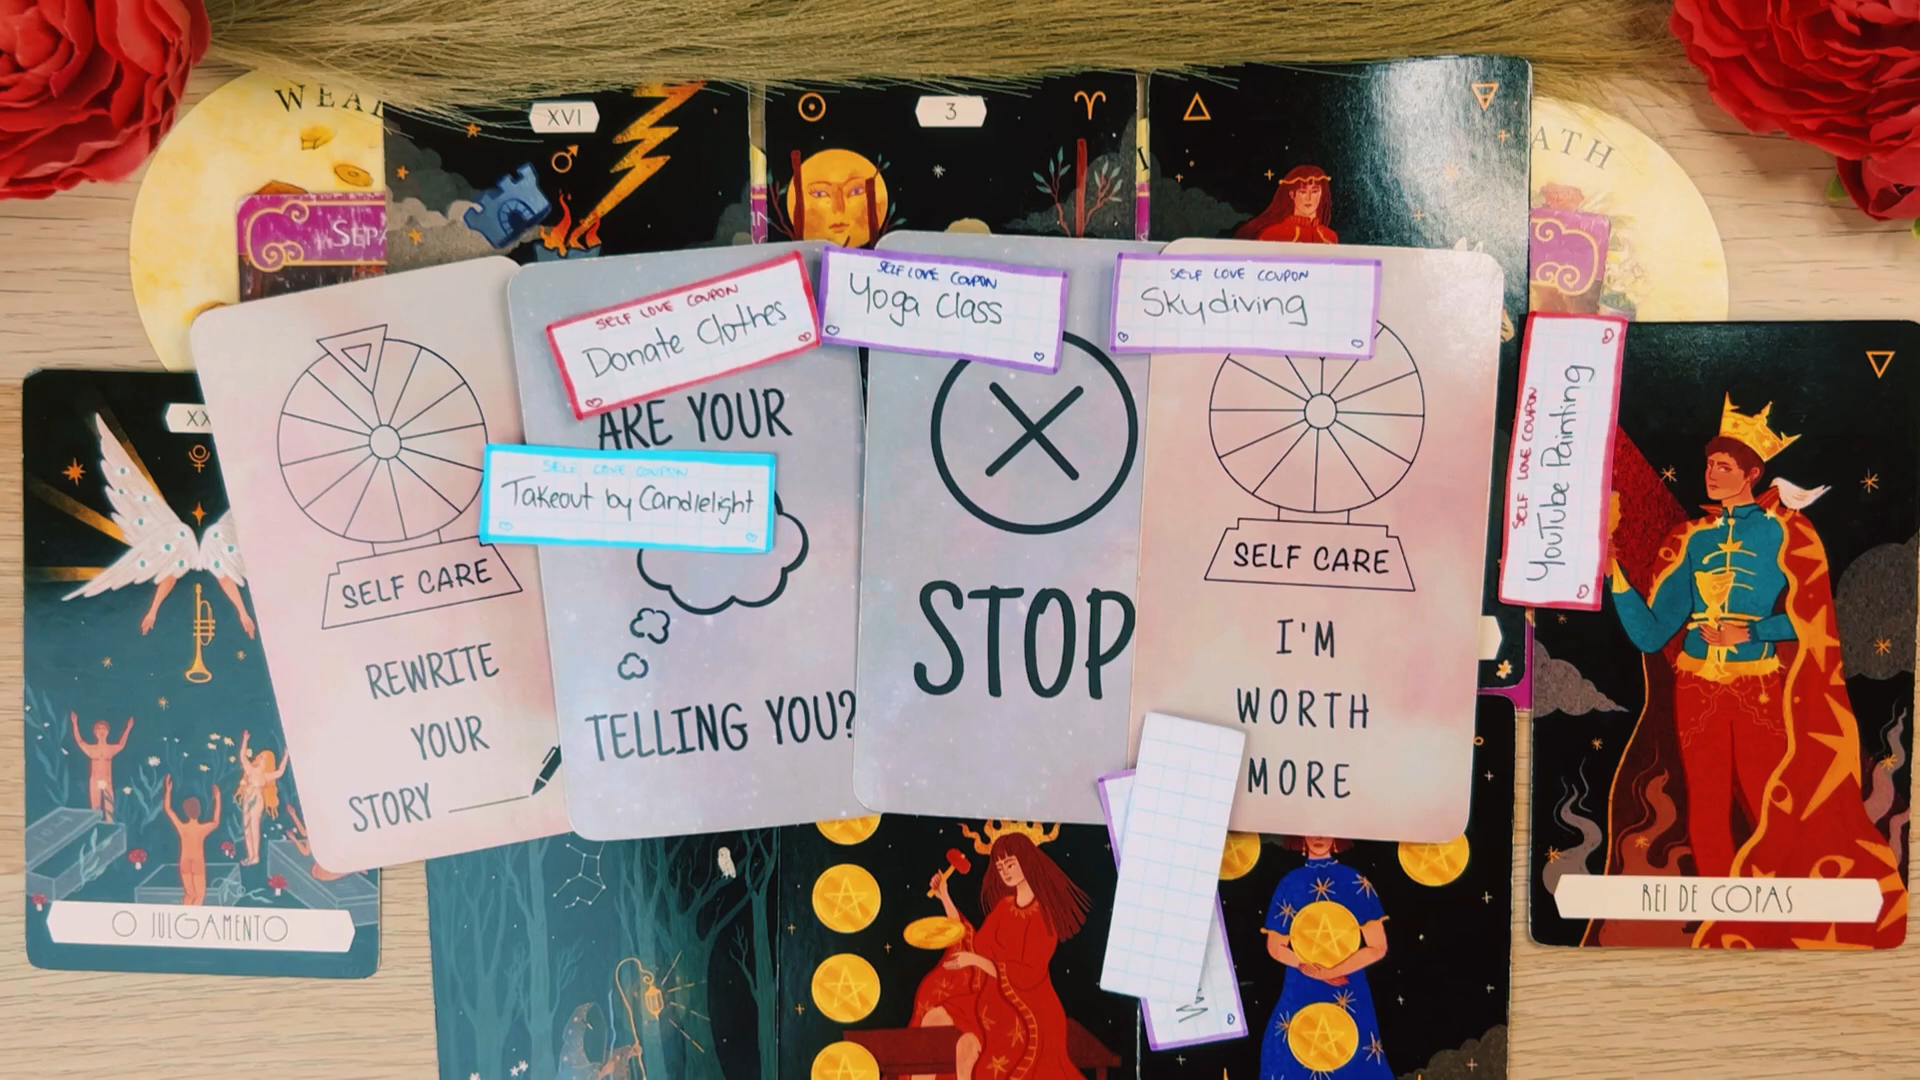 XVI
3
SELF LOVE COUPON
Donate Clothes
SELF LOVE COUPON
Yoga Class
SELF LOVE COUPON
Skydiving
SELF LOVE COUPON
YouTube Painting
ARE YOUR
TELLING YOU?
SELF LOVE COUPON
Takeout by Candlelight
SELF CARE
REWRITE
YOUR
STORY
STOP
SELF CARE
I'M
WORTH
MORE
O JULGAMENTO
REI DE COPAS